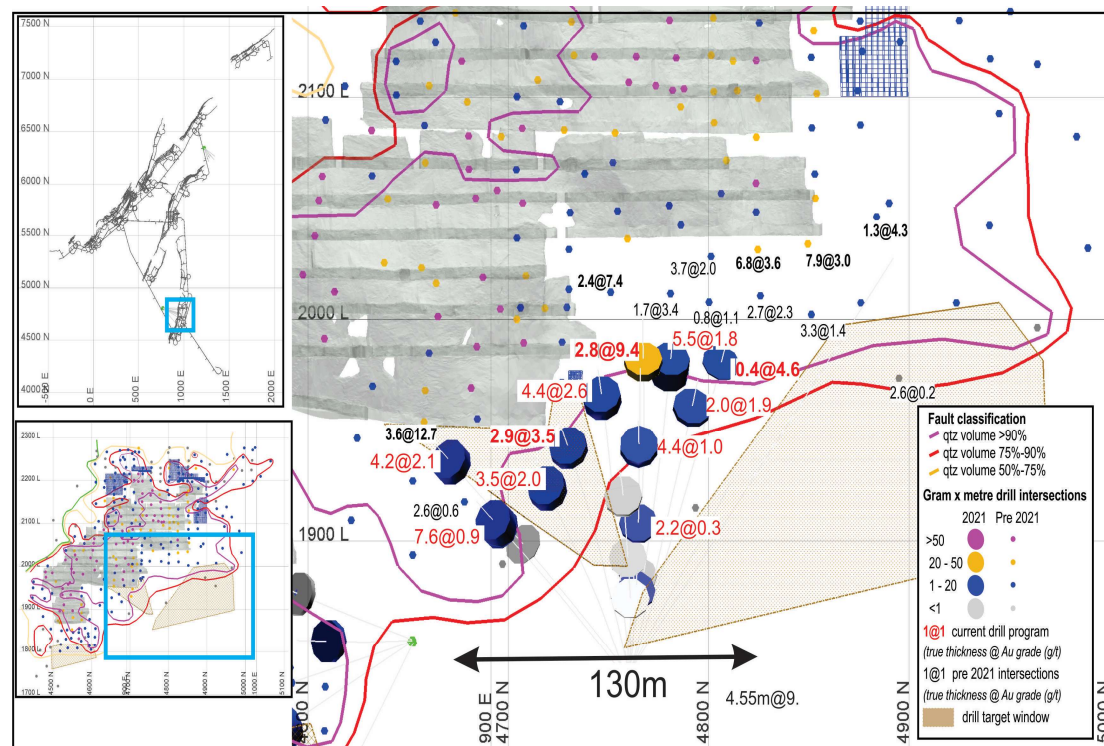 7500 N
7000 N
6500 N
6000 N
5500 N
5000 N
4500 N
4000 N
-500 E
0
500 E
1000 E
1500 E
2000 E
2300 L
2200 L
2100 L
2000 L
1900 L
1800 L
1700 L
4500 N
4600 N
4700 N
4800 N
4900 N
5000 N
5100 N
2100 L
2000 L
1900 L
1.3@4.3
3.7@2.0
6.8@3.6
7.9@3.0
2.4@7.4
1.7@3.4
0.8@1.1
2.7@2.3
3.3@1.4
5.5@1.8
2.8@9.4
0.4@4.6
4.4@2.6
2.0@1.9
2.6@0.2
3.6@12.7
2.9@3.5
4.4@1.0
4.2@2.1
3.5@2.0
2.6@0.6
7.6@0.9
2.2@0.3
130m
4.55m@9.
900 E
4700 N
4800 N
4900 N
Fault classification
qtz volume >90%
qtz volume 75%-90%
qtz volume 50%-75%
Gram x metre drill intersections
2021 Pre 2021
>50
20 - 50
1 - 20
<1
1@1 current drill program
(true thickness @ Au grade (g/t)
1@1 pre 2021 intersections
(true thickness @ Au grade (g/t)
drill target window